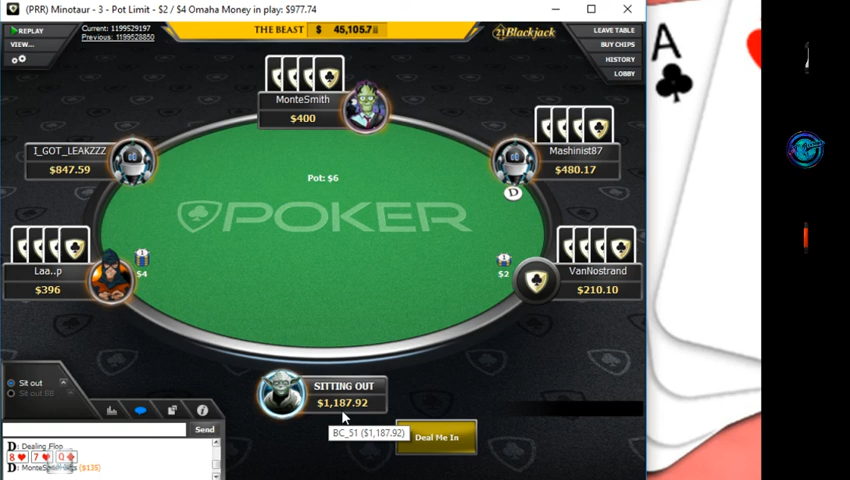 (PRR) Minotaur - 3 - Pot Limit - $2 / $4 Omaha Money in play: $977.74
REPLAY
VIEW...
Current: 1199529197
Previous: 1199528850
THE BEAST $ 45,105.7
21 Blackjack
LEAVE TABLE
BUY CHIPS
HISTORY
LOBBY
MonteSmith
$400
I_GOT_LEAKZZZ
$847.59
Mashinist87
$480.17
D
Pot: $6
POKER
Laa..p
$396
$4
$2
VanNostrand
$210.10
SITTING OUT
$1,187.92
BC_51 ($1,187.92)
Deal Me In
Sit out
Sit out BB
Send
D: Dealing Flop
8 7 Q
($135)
A